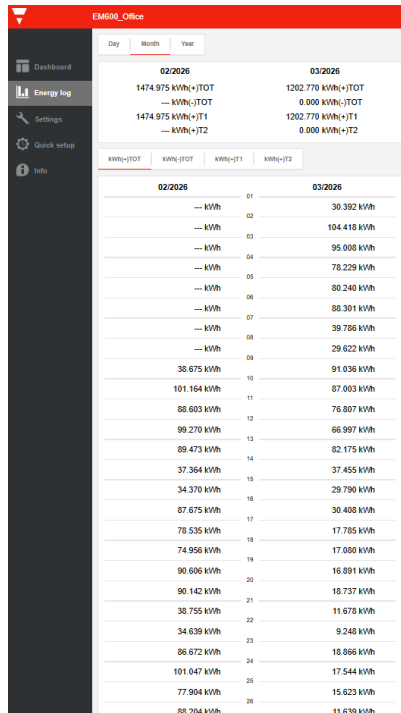 EM600_Office
Dashboard
Energy log
Settings
Quick setup
Info
Day Month Year
02/2026 03/2026
1474.975 kWh(+)TOT 1202.770 kWh(+)TOT
--- kWh(-)TOT 0.000 kWh(-)TOT
1474.975 kWh(+)T1 1202.770 kWh(+)T1
--- kWh(+)T2 0.000 kWh(+)T2
kWh(+)TOT kWh(-)TOT kWh(+)T1 kWh(+)T2
02/2026 03/2026
01
--- kWh 30.392 kWh
02
--- kWh 104.418 kWh
03
--- kWh 95.008 kWh
04
--- kWh 78.229 kWh
05
--- kWh 80.240 kWh
06
--- kWh 88.301 kWh
07
--- kWh 39.786 kWh
08
--- kWh 29.622 kWh
09
38.675 kWh 91.036 kWh
10
101.164 kWh 87.003 kWh
11
88.603 kWh 76.807 kWh
12
99.270 kWh 66.997 kWh
13
89.473 kWh 82.175 kWh
14
37.364 kWh 37.455 kWh
15
34.370 kWh 29.790 kWh
16
87.675 kWh 30.408 kWh
17
78.535 kWh 17.785 kWh
18
74.956 kWh 17.080 kWh
19
90.606 kWh 16.891 kWh
20
90.142 kWh 18.737 kWh
21
38.755 kWh 11.678 kWh
22
34.639 kWh 9.248 kWh
23
86.672 kWh 18.866 kWh
24
101.047 kWh 17.544 kWh
25
77.904 kWh 15.623 kWh
26
88.204 kWh 11.639 kWh